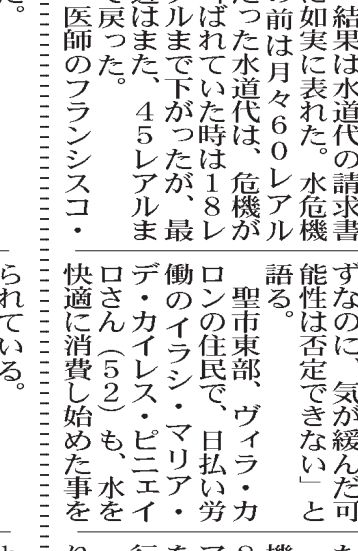 結果は水道代の請求書
に如実に表れた。水危機
の前は月々60レアル
だった水道代は、危機が
ばれていた時は18レ
アルまで下がったが、最
近はまた、45レアルま
で戻った。
医師のフランシスコ・
た。
ずなのに、気が緩んだ可
能性は否定できない」と
語る。
聖市東部、ヴィラ・カ
ロンの住民で、日払い労
働のイラシ・マリア・
デ・カイレス・ピニェイ
ロさん（52）も、水を
快適に消費し始めた事を
られている。